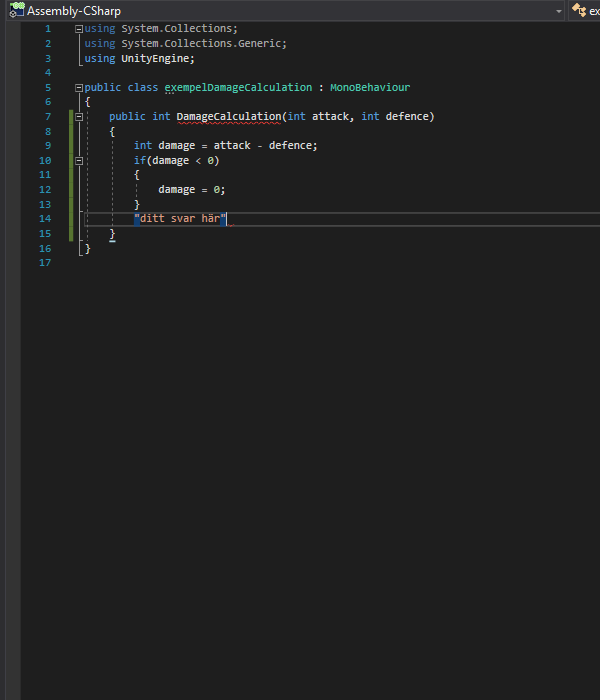 Assembly-CSharp
ex
1 using System.Collections;
2 using System.Collections.Generic;
3 using UnityEngine;
4
5 public class exempelDamageCalculation : MonoBehaviour
6 {
7 public int DamageCalculation(int attack, int defence)
8 {
9 int damage = attack - defence;
10 if(damage < 0)
11 {
12 damage = 0;
13 }
14 "ditt svar här"
15 }
16 }
17